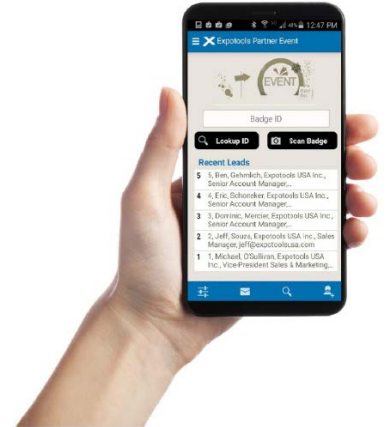 48% 12:47 PM
Expotools Partner Event
EVENT
Badge ID
Lookup ID
Scan Badge
Recent Leads
5 5, Ben, Gehmlich, Expotools USA Inc.,
Senior Account Manager,...
4 4, Eric, Schoneker, Expotools USA Inc.,
Senior Account Manager,...
3 3, Dominic, Mercier, Expotools USA Inc.,
Senior Account Manager,...
2 2, Jeff, Souza, Expotools USA Inc., Sales
Manager, jeff@expotoolsusa.com
1 1, Michael, O'Sullivan, Expotools USA
Inc., Vice-President Sales & Marketing,...